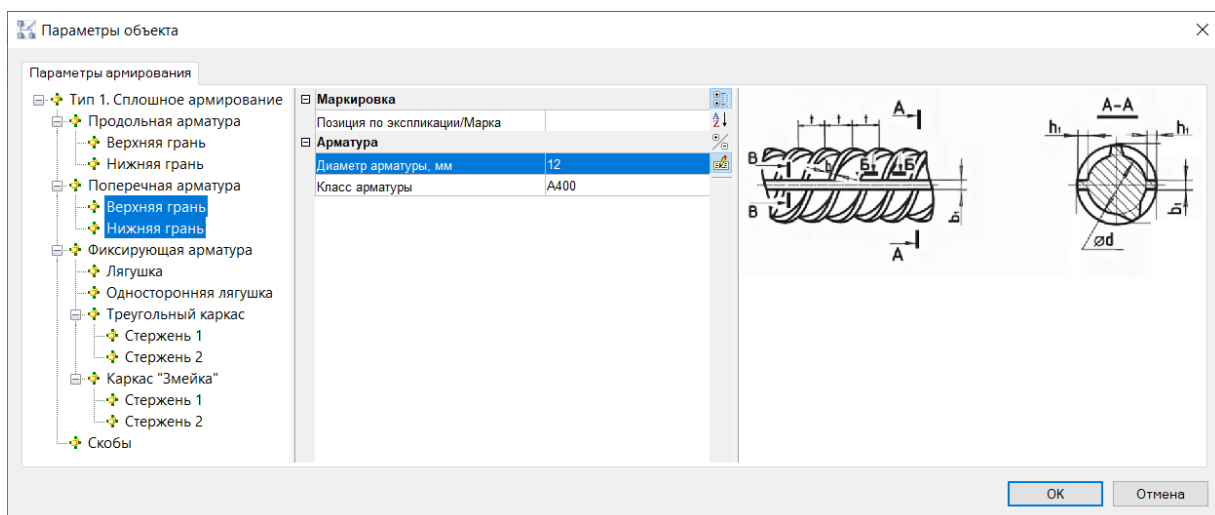 Параметры объекта
Параметры армирования
Тип 1. Сплошное армирование
Продольная арматура
Верхняя грань
Нижняя грань
Поперечная арматура
Верхняя грань
Нижняя грань
Фиксирующая арматура
Лягушка
Односторонняя лягушка
Треугольный каркас
Стержень 1
Стержень 2
Каркас "Змейка"
Стержень 1
Стержень 2
Скобы
Маркировка
Позиция по экспликации/Марка
Арматура
Диаметр арматуры, мм 12
Класс арматуры А400
A
Z
А
t t t
В
h
Б Б
В
b₁
А
А-А
h₁ h₁
b₁
⌀d
OK Отмена